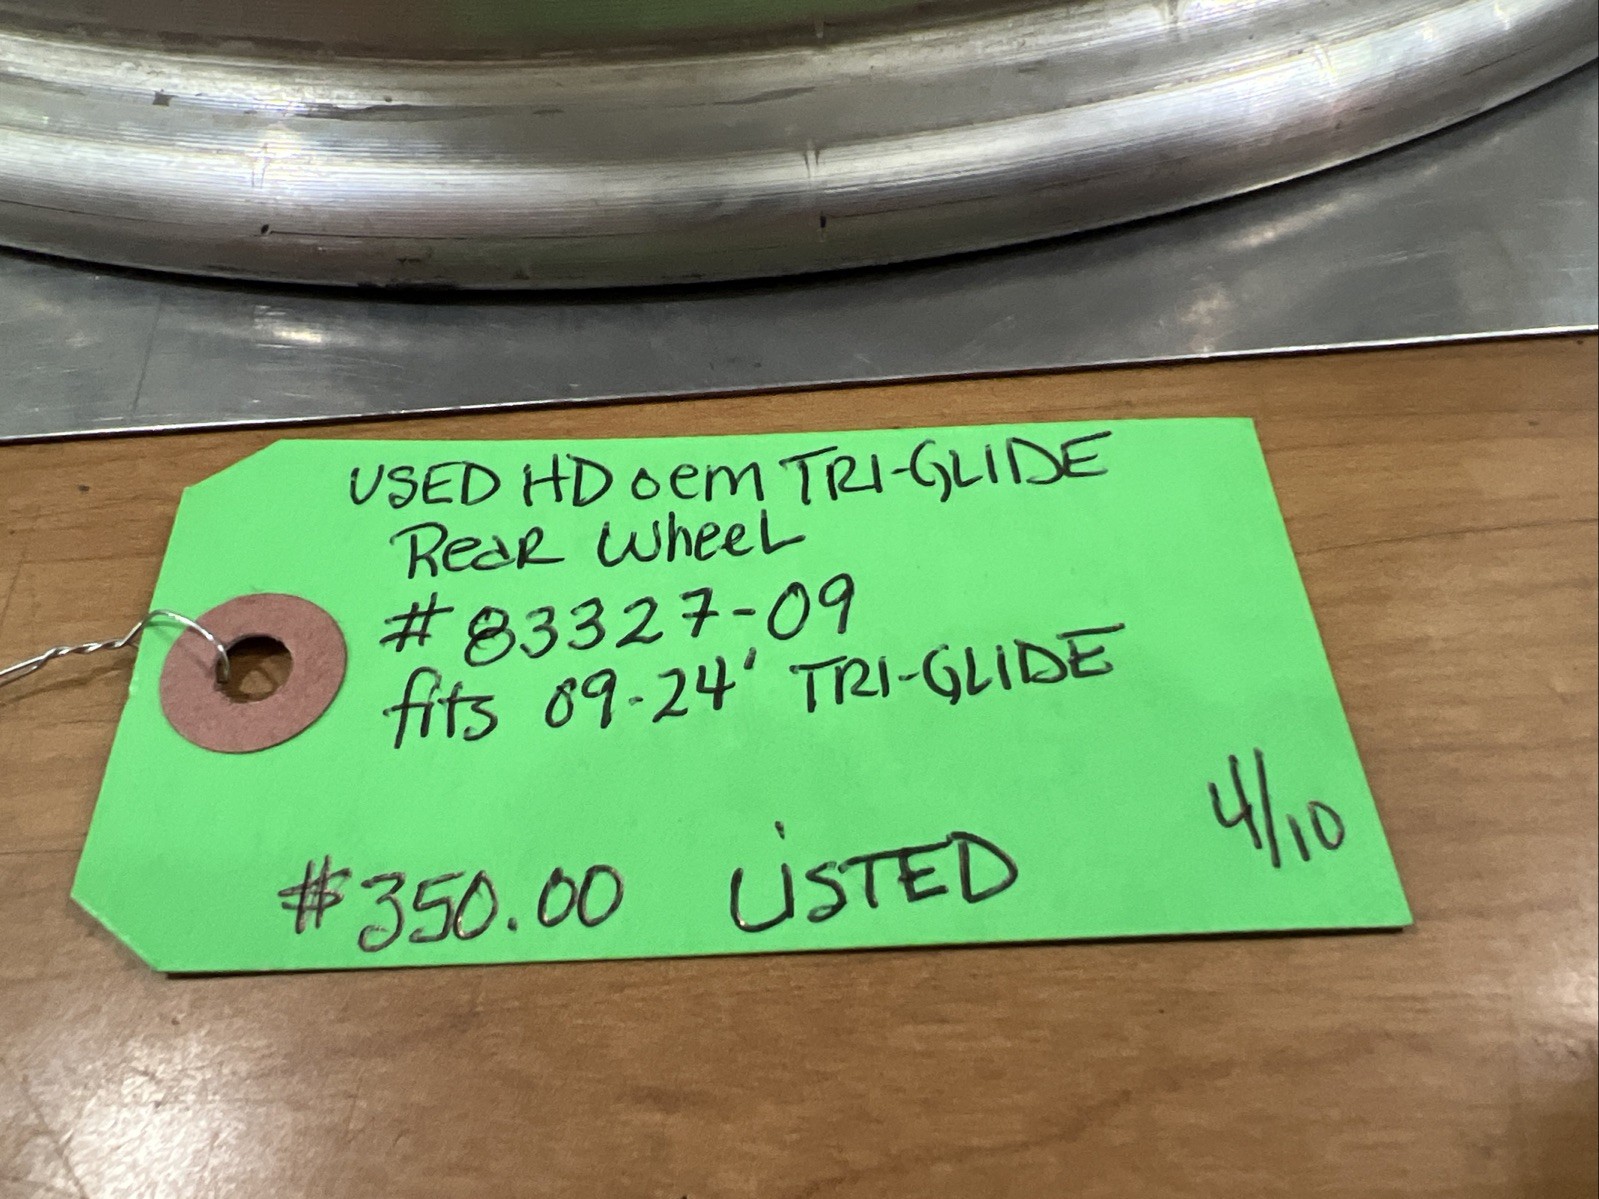 USED HD oem TRI-GLIDE
Rear Wheel
# 83327-09
fits 09-24' TRI-GLIDE
4/10
$350.00 LiSTED